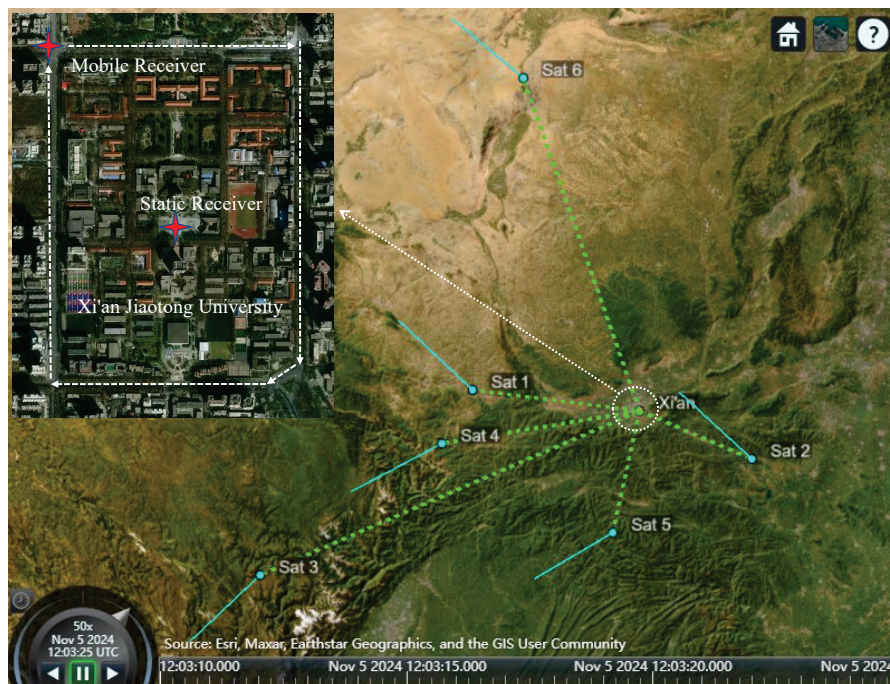 Mobile Receiver
Static Receiver
Xi'an Jiaotong University
Sat 6
?
Sat 1
Xi'an
Sat 4
Sat 2
Sat 5
Sat 3
50x
Nov 5 2024
12:03:25 UTC
Source: Esri, Maxar, Earthstar Geographics, and the GIS User Community
12:03:10.000 Nov 5 2024 12:03:15.000 Nov 5 2024 12:03:20.000 Nov 5 2024